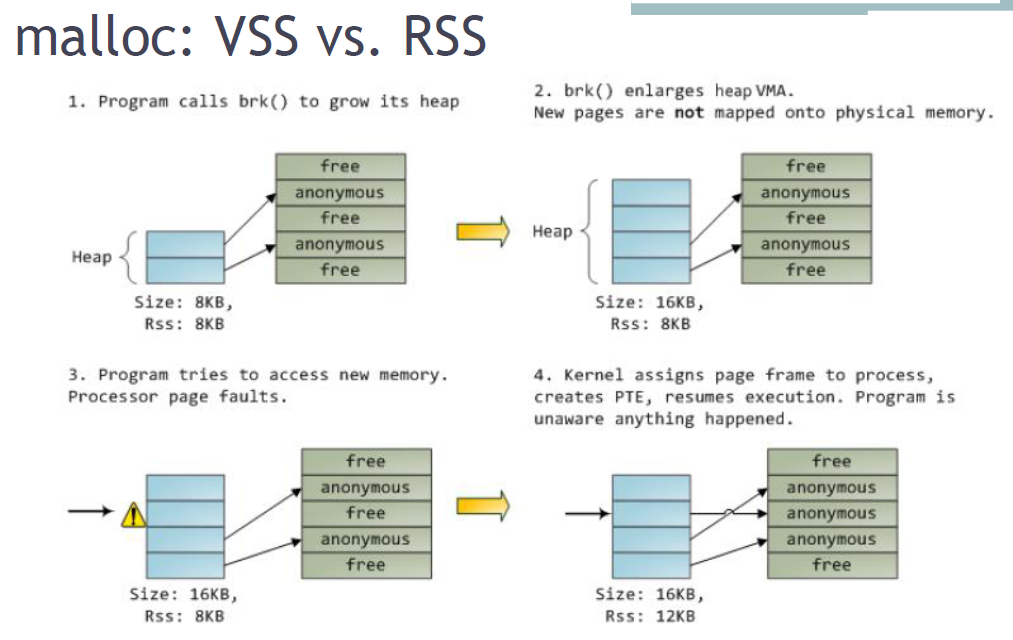 malloc: VSS vs. RSS
1. Program calls brk() to grow its heap
free
anonymous
free
anonymous
free
Heap
Size: 8KB,
Rss: 8KB
2. brk() enlarges heap VMA.
New pages are not mapped onto physical memory.
free
anonymous
free
anonymous
free
Heap
Size: 16KB,
Rss: 8KB
3. Program tries to access new memory.
Processor page faults.
free
anonymous
free
anonymous
free
Size: 16KB,
Rss: 8KB
4. Kernel assigns page frame to process,
creates PTE, resumes execution. Program is
unaware anything happened.
free
anonymous
anonymous
anonymous
free
Size: 16KB,
Rss: 12KB